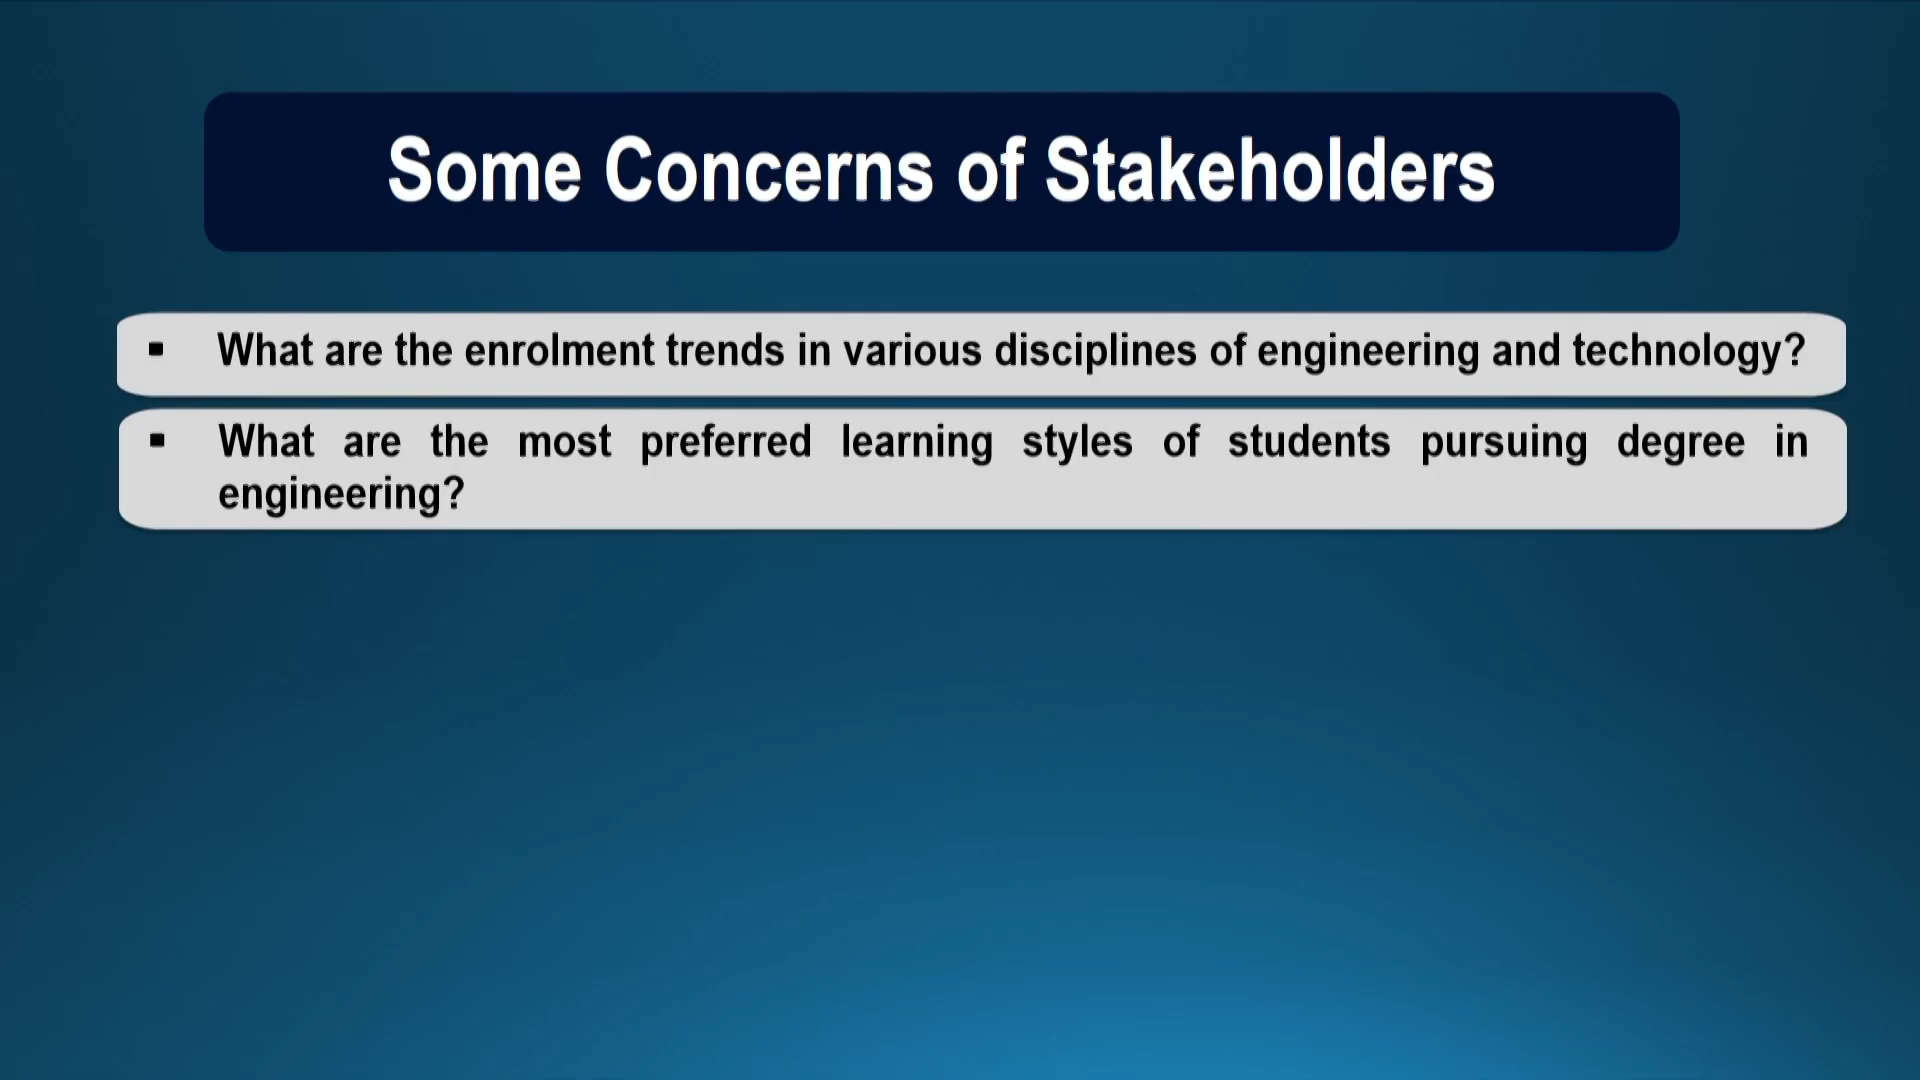 Some Concerns of Stakeholders
▪ What are the enrolment trends in various disciplines of engineering and technology?
▪ What are the most preferred learning styles of students pursuing degree in
engineering?